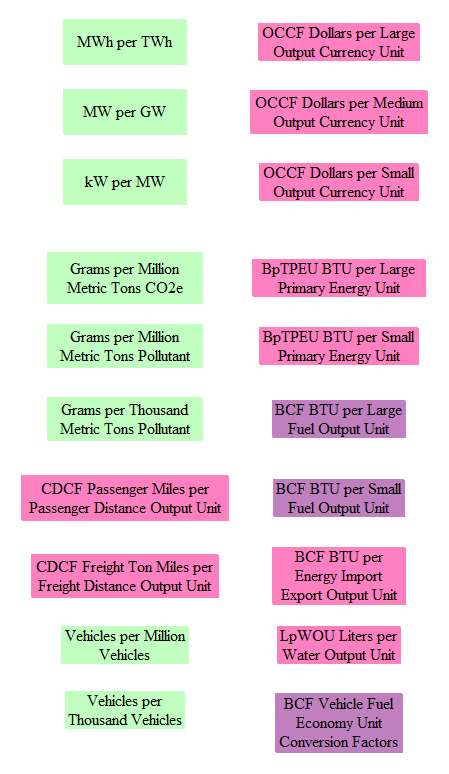 MWh per TWh
MW per GW
kW per MW
Grams per Million
Metric Tons CO2e
Grams per Million
Metric Tons Pollutant
Grams per Thousand
Metric Tons Pollutant
CDCF Passenger Miles per
Passenger Distance Output Unit
CDCF Freight Ton Miles per
Freight Distance Output Unit
Vehicles per Million
Vehicles
Vehicles per
Thousand Vehicles
OCCF Dollars per Large
Output Currency Unit
OCCF Dollars per Medium
Output Currency Unit
OCCF Dollars per Small
Output Currency Unit
BpTPEU BTU per Large
Primary Energy Unit
BpTPEU BTU per Small
Primary Energy Unit
BCF BTU per Large
Fuel Output Unit
BCF BTU per Small
Fuel Output Unit
BCF BTU per
Energy Import
Export Output Unit
LpWOU Liters per
Water Output Unit
BCF Vehicle Fuel
Economy Unit
Conversion Factors